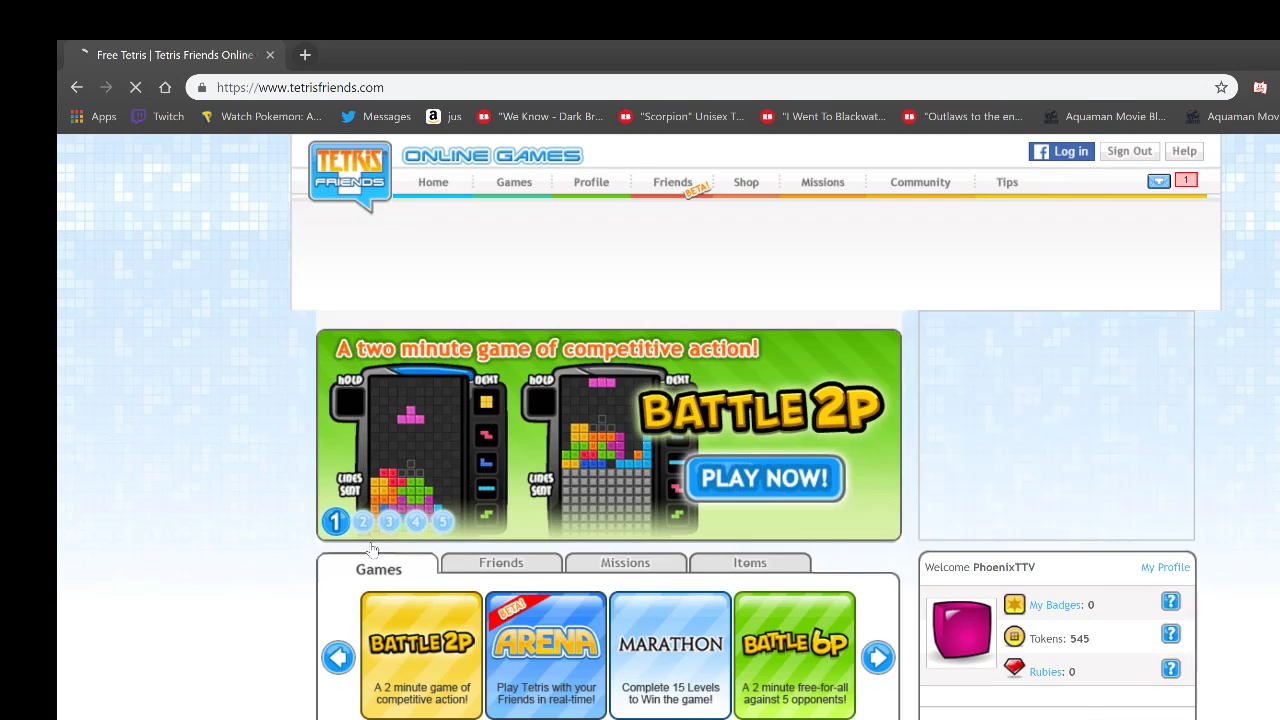 Free Tetris | Tetris Friends Online
https://www.tetrisfriends.com
Apps Twitch Watch Pokemon: A... Messages jus "We Know - Dark Br... "Scorpion" Unisex T... "I Went To Blackwat... "Outlaws to the en... Aquaman Movie Bl... Aquaman Mov
TETRIS FRIENDS ONLINE GAMES Log in Sign Out Help
Home Games Profile Friends BETA! Shop Missions Community Tips 1
A two minute game of competitive action!
HOLD NEXT HOLD NEXT
BATTLE 2P
LINES SENT LINES SENT
PLAY NOW!
1 2 3 4 5
Games Friends Missions Items
Welcome PhoenixTTV My Profile
My Badges: 0 ?
Tokens: 545 ?
Rubies: 0 ?
BATTLE 2P
A 2 minute game of
competitive action!
BETA!
ARENA
Play Tetris with your
Friends in real-time!
MARATHON
Complete 15 Levels
to Win the game!
BATTLE 6P
A 2 minute free-for-all
against 5 opponents!